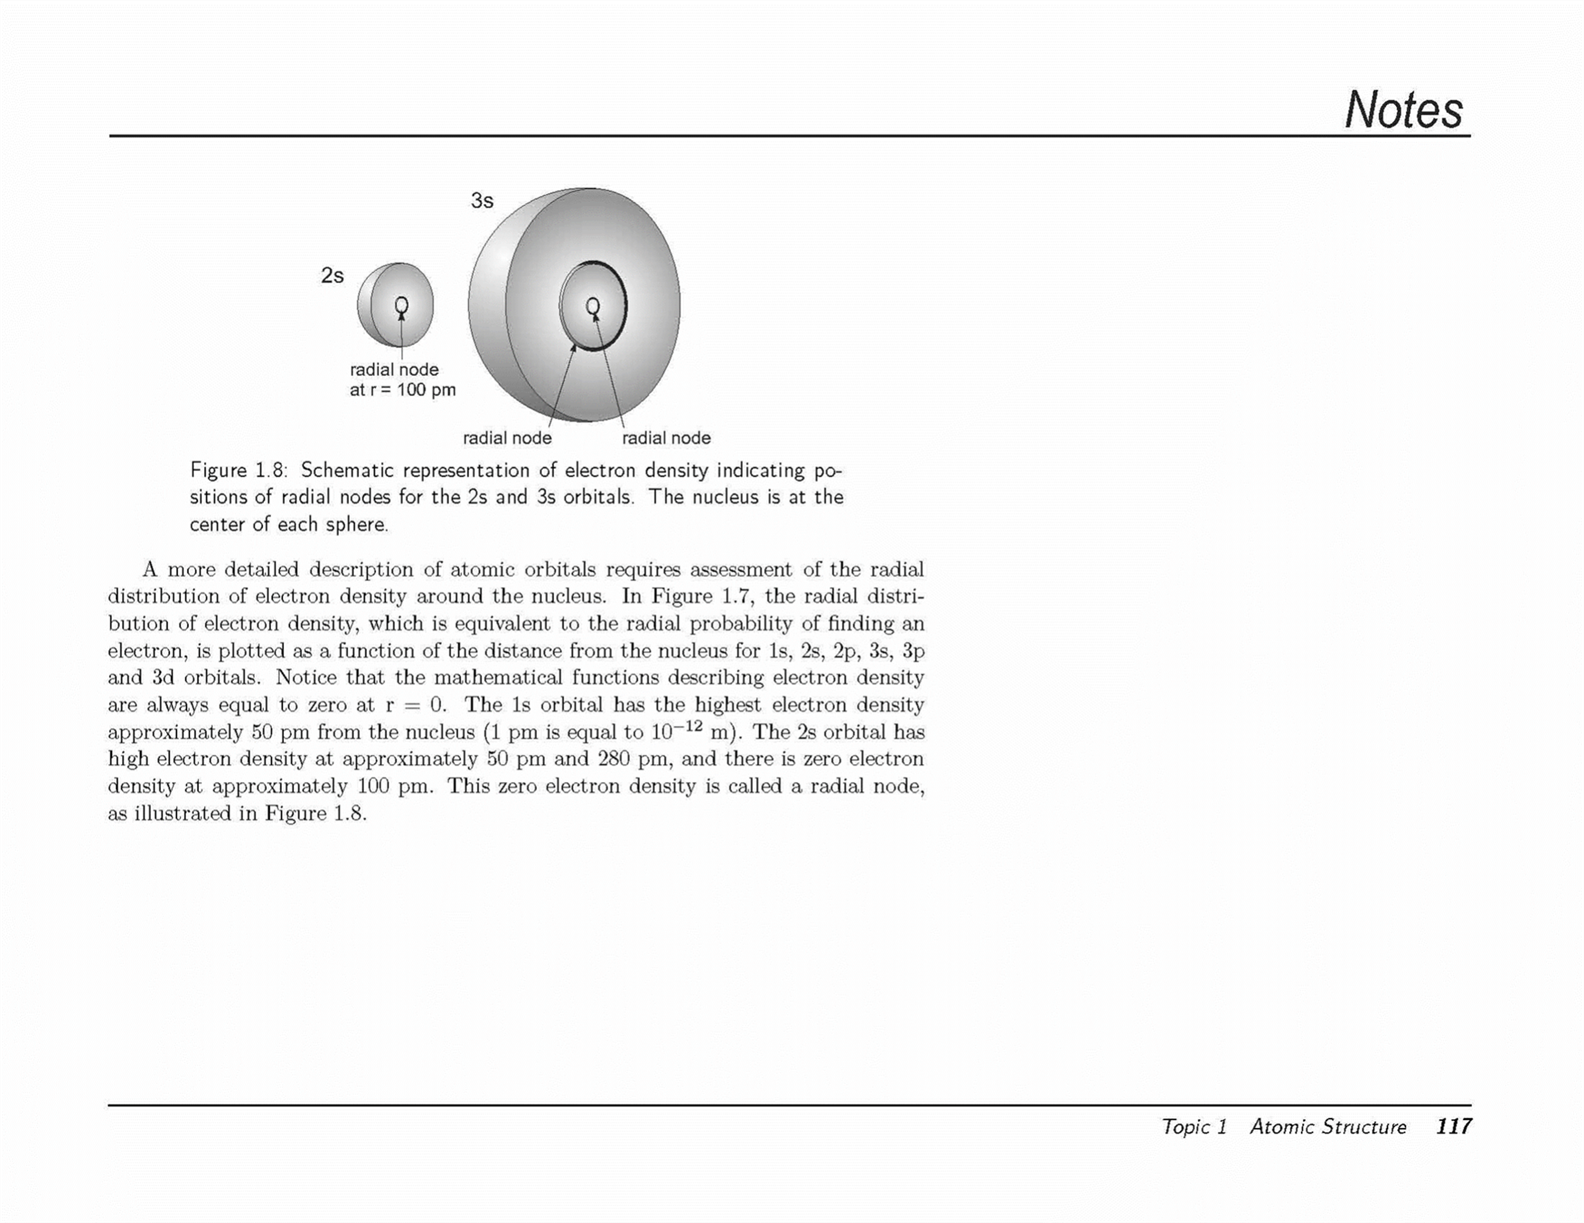 Notes
3s
2s
radial node
at r = 100 pm
radial node
radial node
Figure 1.8: Schematic representation of electron density indicating po-
sitions of radial nodes for the 2s and 3s orbitals. The nucleus is at the
center of each sphere.
A more detailed description of atomic orbitals requires assessment of the radial
distribution of electron density around the nucleus. In Figure 1.7, the radial distri-
bution of electron density, which is equivalent to the radial probability of finding an
electron, is plotted as a function of the distance from the nucleus for 1s, 2s, 2p, 3s, 3p
and 3d orbitals. Notice that the mathematical functions describing electron density
are always equal to zero at r = 0. The 1s orbital has the highest electron density
approximately 50 pm from the nucleus (1 pm is equal to 10⁻¹² m). The 2s orbital has
high electron density at approximately 50 pm and 280 pm, and there is zero electron
density at approximately 100 pm. This zero electron density is called a radial node,
as illustrated in Figure 1.8.
Topic 1 Atomic Structure 117